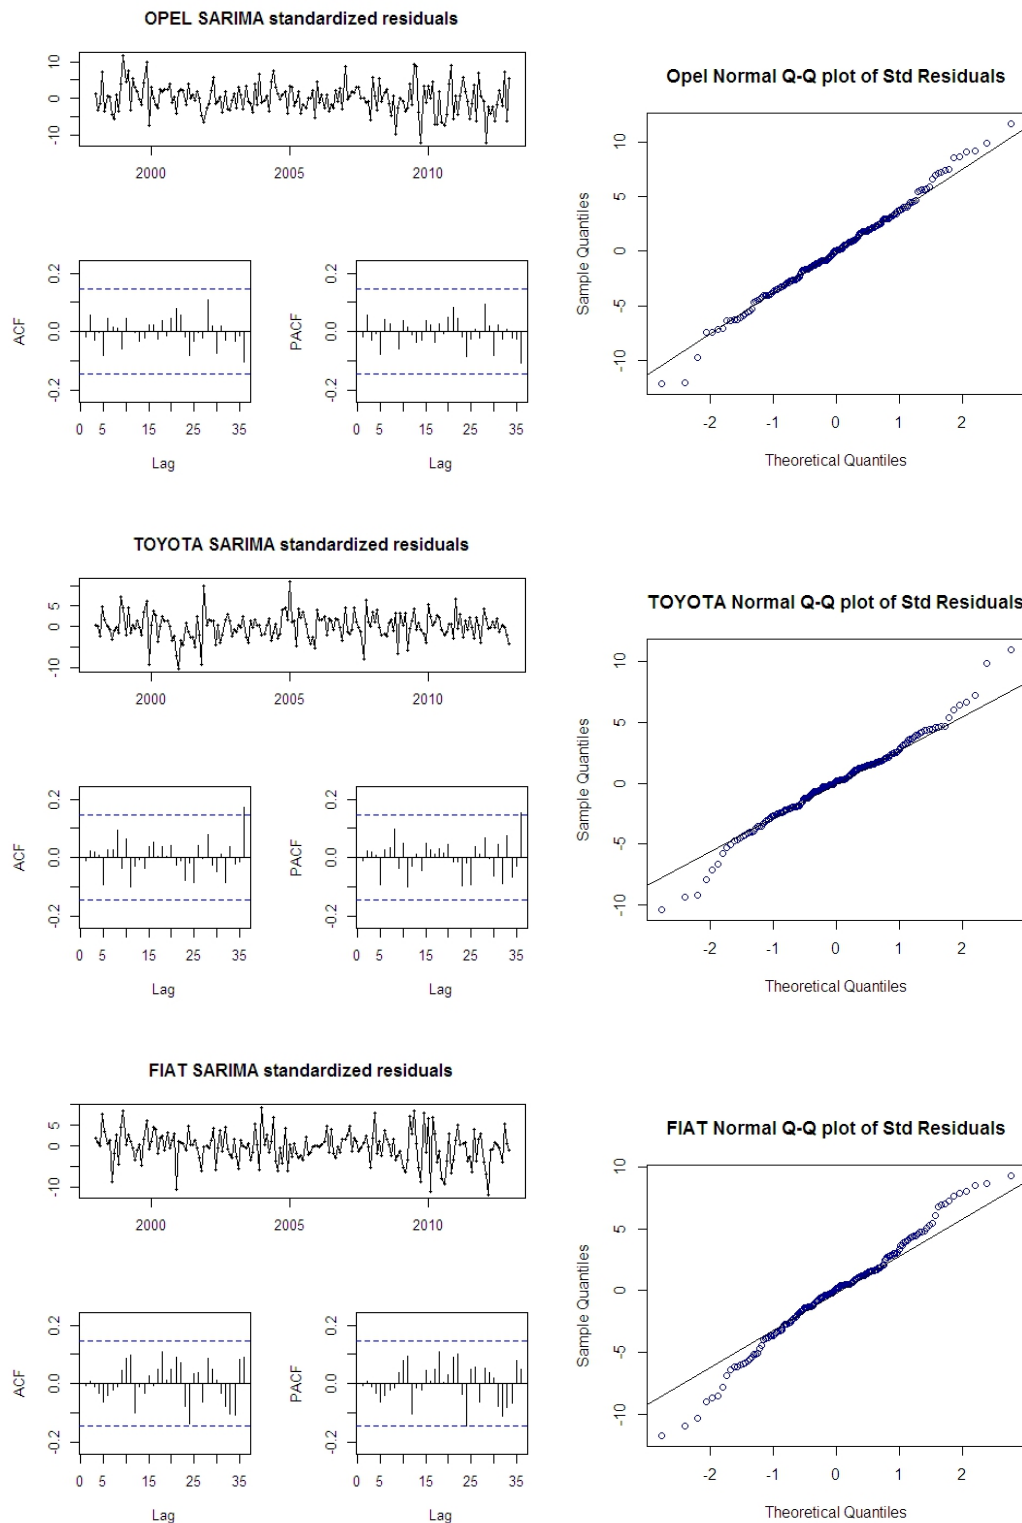 OPEL SARIMA standardized residuals
10
0
-10
2000 2005 2010
ACF
0.2
0.0
-0.2
0 5 15 25 35
Lag
PACF
0.2
0.0
-0.2
0 5 15 25 35
Lag
Opel Normal Q-Q plot of Std Residuals
Sample Quantiles
10
5
0
-5
-10
-2 -1 0 1 2
Theoretical Quantiles
TOYOTA SARIMA standardized residuals
5
0
-10
2000 2005 2010
ACF
0.2
0.0
-0.2
0 5 15 25 35
Lag
PACF
0.2
0.0
-0.2
0 5 15 25 35
Lag
TOYOTA Normal Q-Q plot of Std Residuals
Sample Quantiles
10
5
0
-5
-10
-2 -1 0 1 2
Theoretical Quantiles
FIAT SARIMA standardized residuals
5
0
-10
2000 2005 2010
ACF
0.2
0.0
-0.2
0 5 15 25 35
Lag
PACF
0.2
0.0
-0.2
0 5 15 25 35
Lag
FIAT Normal Q-Q plot of Std Residuals
Sample Quantiles
10
5
0
-5
-10
-2 -1 0 1 2
Theoretical Quantiles